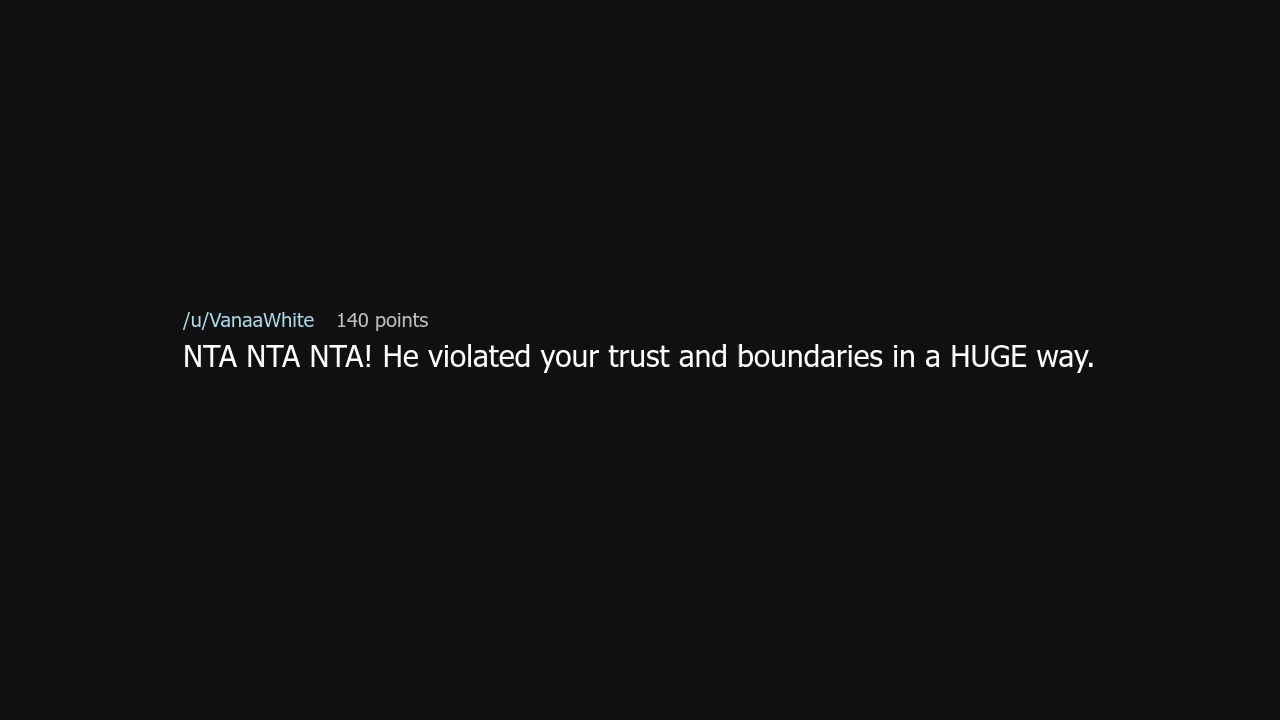 /u/VanaaWhite 140 points
NTA NTA NTA! He violated your trust and boundaries in a HUGE way.